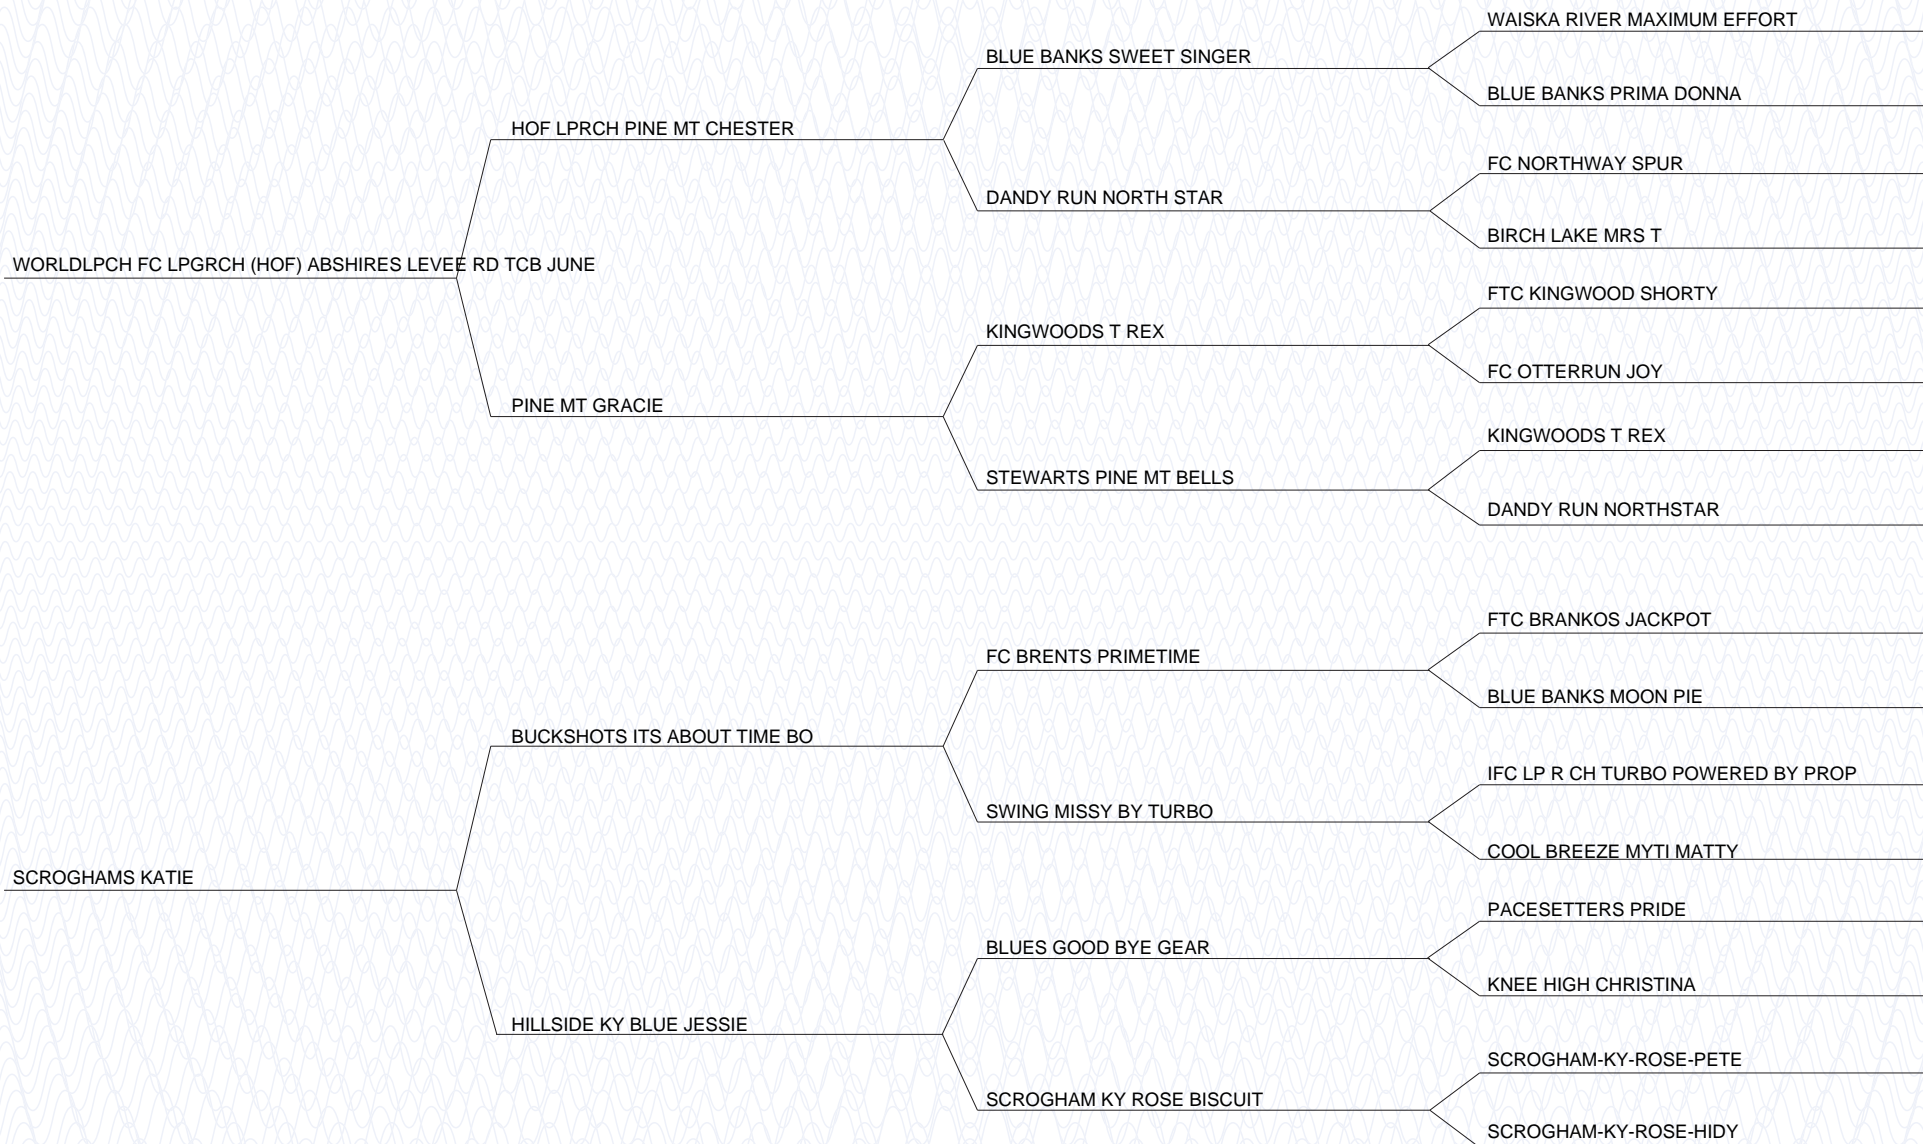 WAISKA RIVER MAXIMUM EFFORT
BLUE BANKS SWEET SINGER
BLUE BANKS PRIMA DONNA
HOF LPRCH PINE MT CHESTER
FC NORTHWAY SPUR
DANDY RUN NORTH STAR
BIRCH LAKE MRS T
WORLDLPCH FC LPGRCH (HOF) ABSHIRES LEVEE RD TCB JUNE
FTC KINGWOOD SHORTY
KINGWOODS T REX
FC OTTERRUN JOY
PINE MT GRACIE
KINGWOODS T REX
STEWARTS PINE MT BELLS
DANDY RUN NORTHSTAR
FTC BRANKOS JACKPOT
FC BRENTS PRIMETIME
BLUE BANKS MOON PIE
BUCKSHOTS ITS ABOUT TIME BO
IFC LP R CH TURBO POWERED BY PROP
SWING MISSY BY TURBO
COOL BREEZE MYTI MATTY
SCROGHAMS KATIE
PACESETTERS PRIDE
BLUES GOOD BYE GEAR
KNEE HIGH CHRISTINA
HILLSIDE KY BLUE JESSIE
SCROGHAM-KY-ROSE-PETE
SCROGHAM KY ROSE BISCUIT
SCROGHAM-KY-ROSE-HIDY